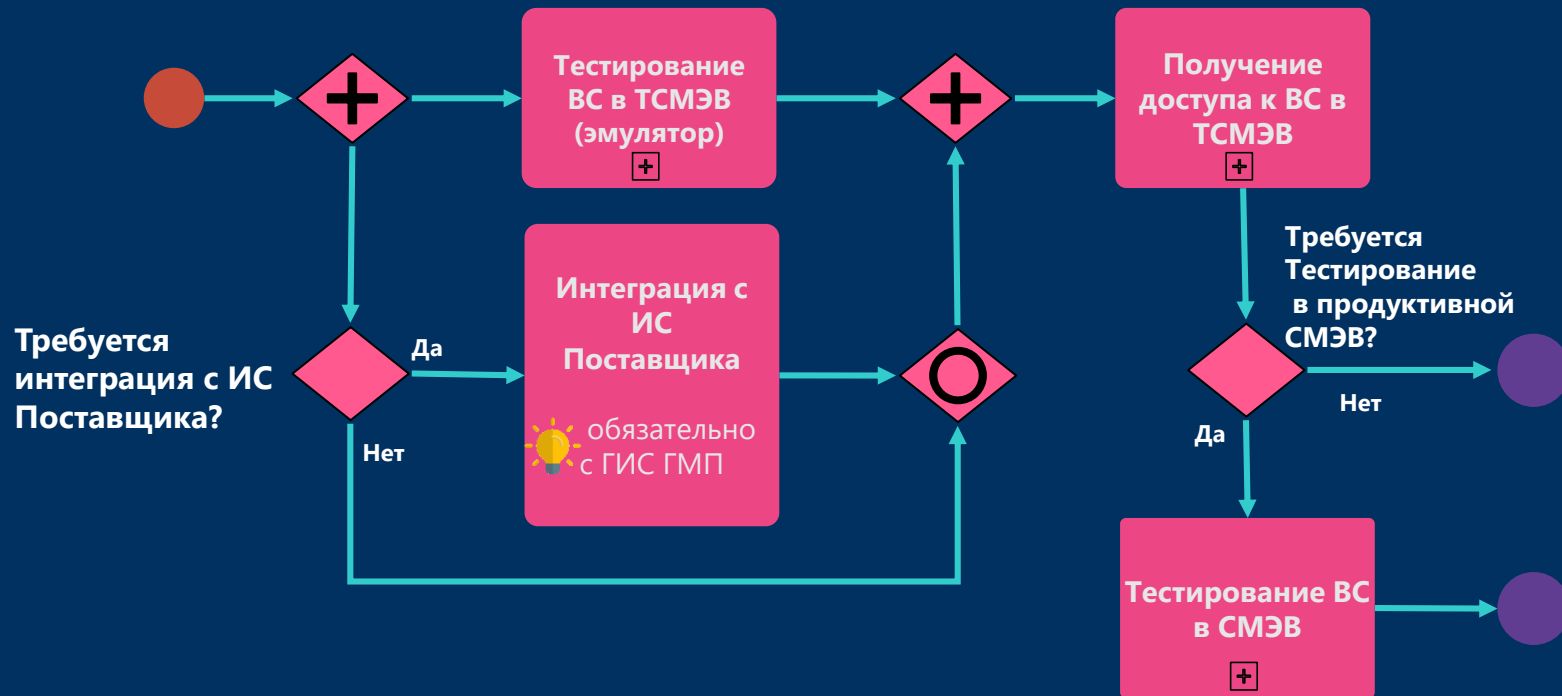 Тестирование
ВС в ТСМЭВ
(эмулятор)
Получение
доступа к ВС в
ТСМЭВ
Требуется
интеграция с ИС
Поставщика?
Да
Нет
Интеграция с
ИС
Поставщика
обязательно
с ГИС ГМП
Требуется
Тестирование
в продуктивной
СМЭВ?
Нет
Да
Тестирование ВС
в СМЭВ